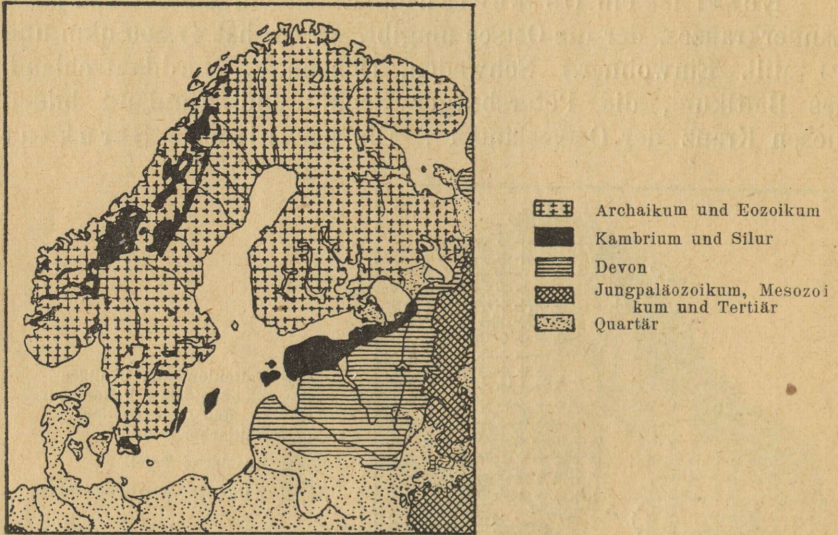 Archaikum und Eozoikum
Kambrium und Silur
Devon
Jungpaläozoikum, Mesozoi
kum und Tertiär
Quartär